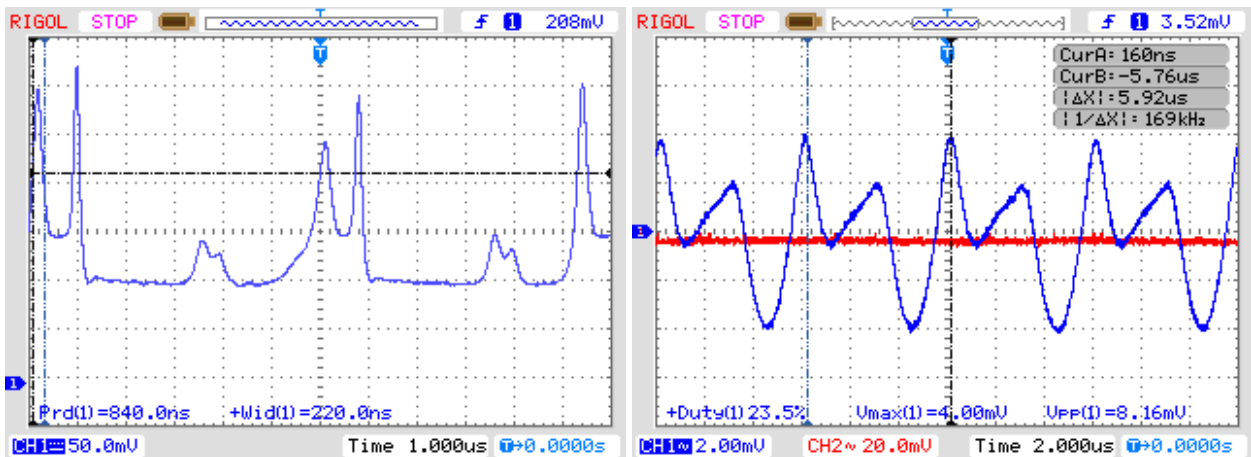 RIGOL STOP T f 1 208mV
T
1
Prd(1)=840.0ns +Wid(1)=220.0ns
CH1 50.0mV Time 1.000us T→0.0000s
RIGOL STOP T f 1 3.52mV
T
CurA: 160ns
CurB:-5.76us
|ΔX|:5.92us
|1/ΔX|: 169kHz
1
+Duty(1)23.5% Vmax(1)=4.00mV Vpp(1)=8.16mV
CH1~ 2.00mV CH2~ 20.0mV Time 2.000us T→0.0000s